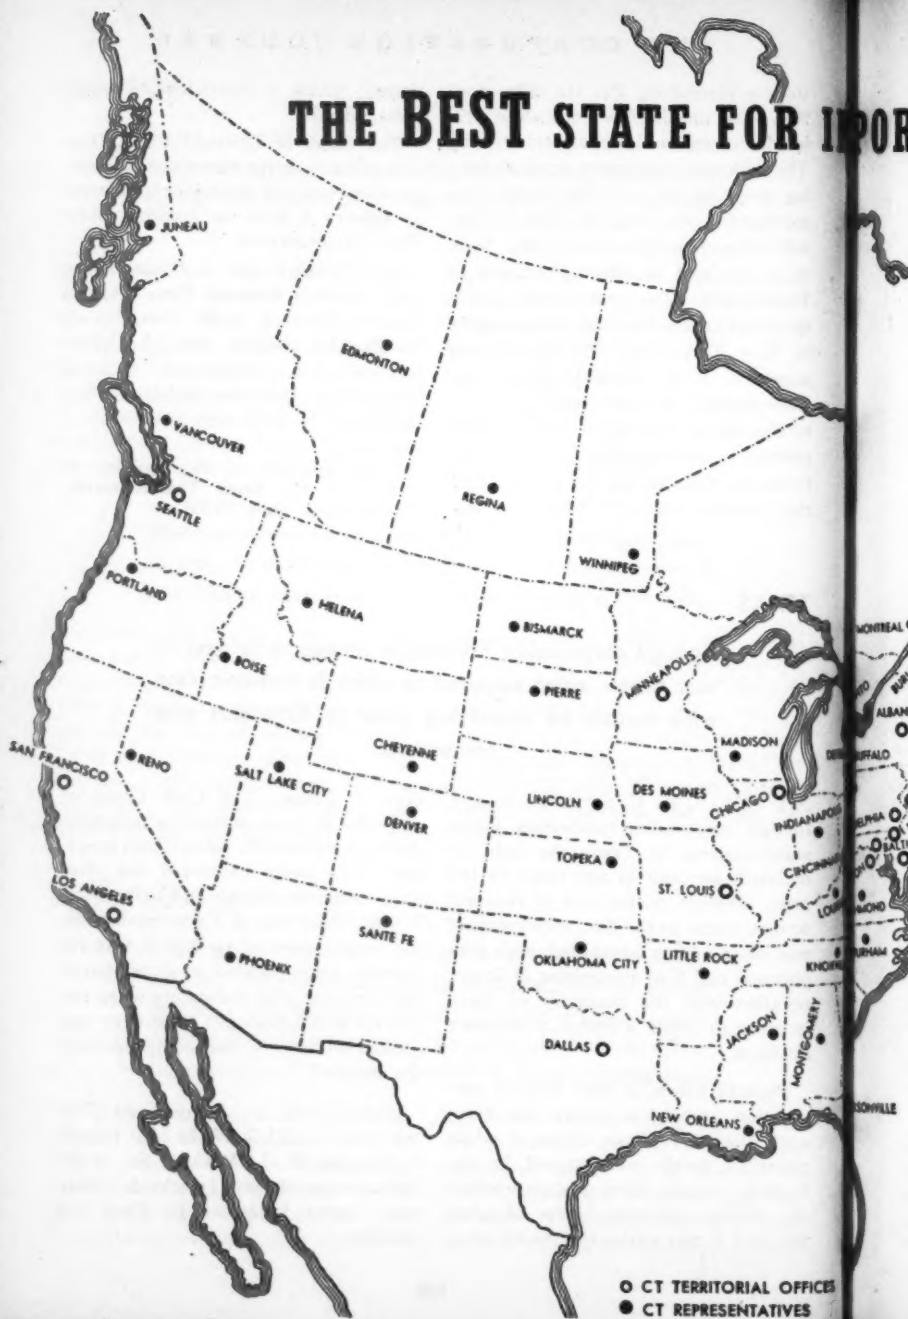 THE BEST STATE FOR
JUNEAU
EDMONTON
VANCOUVER
REGINA
SEATTLE
WINNIPEG
PORTLAND
HELENA
BISMARCK
MONTREAL
BOISE
PIERRE
MINNEAPOLIS
SAN FRANCISCO
RENO
SALT LAKE CITY
CHEYENNE
MADISON
LINCOLN
DES MOINES
CHICAGO
DENVER
INDIANAPOLIS
TOPEKA
ST. LOUIS
LOS ANGELES
SANTE FE
PHOENIX
OKLAHOMA CITY
LITTLE ROCK
DALLAS
JACKSON
MONTGOMERY
NEW ORLEANS
CT TERRITORIAL OFFICES
CT REPRESENTATIVES